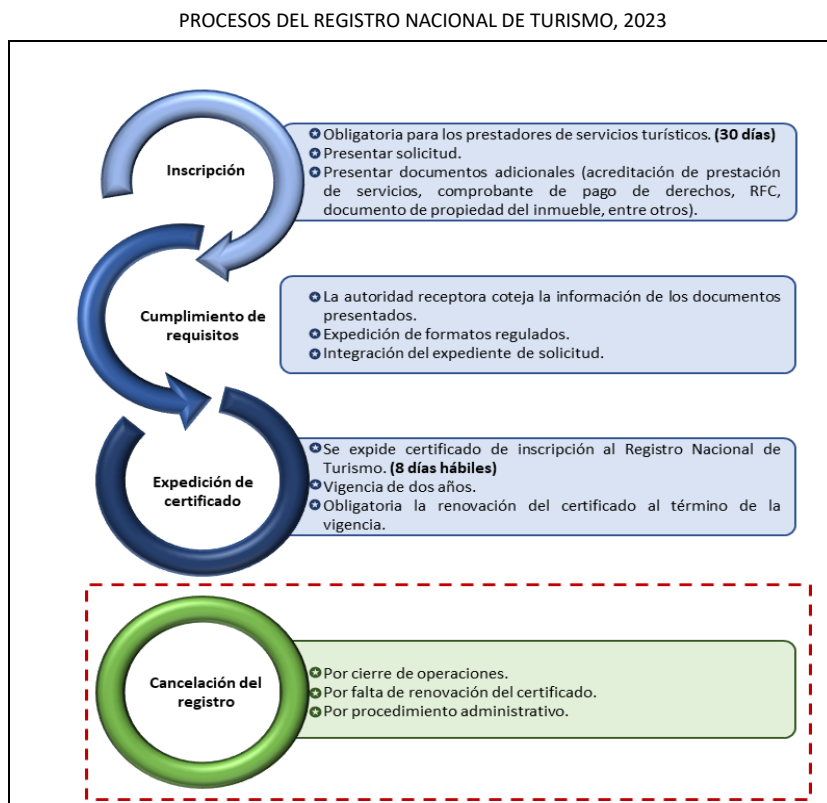 PROCESOS DEL REGISTRO NACIONAL DE TURISMO, 2023
Inscripción
Obligatoria para los prestadores de servicios turísticos. (30 días)
Presentar solicitud.
Presentar documentos adicionales (acreditación de prestación
de servicios, comprobante de pago de derechos, RFC,
documento de propiedad del inmueble, entre otros).
Cumplimiento de
requisitos
La autoridad receptora coteja la información de los documentos
presentados.
Expedición de formatos regulados.
Integración del expediente de solicitud.
Expedición de
certificado
Se expide certificado de inscripción al Registro Nacional de
Turismo. (8 días hábiles)
Vigencia de dos años.
Obligatoria la renovación del certificado al término de la
vigencia.
Cancelación del
registro
Por cierre de operaciones.
Por falta de renovación del certificado.
Por procedimiento administrativo.